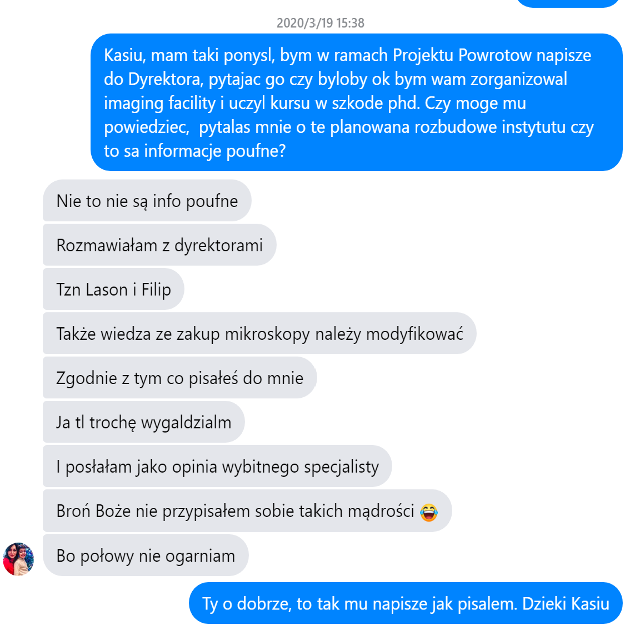 2020/3/19 15:38
Kasiu, mam taki ponysl, bym w ramach Projektu Powrotow napisze
do Dyrektora, pytajac go czy byloby ok bym wam zorganizowal
imaging facility i uczyl kursu w szkode phd. Czy moge mu
powiedziec,  pytalas mnie o te planowana rozbudowe instytutu czy
to sa informacje poufne?
Nie to nie są info poufne
Rozmawiałam z dyrektorami
Tzn Lason i Filip
Także wiedza ze zakup mikroskopy należy modyfikować
Zgodnie z tym co pisałeś do mnie
Ja tl trochę wygaldzialm
I posłałam jako opinia wybitnego specjalisty
Broń Boże nie przypisałem sobie takich mądrości 😂
Bo połowy nie ogarniam
Ty o dobrze, to tak mu napisze jak pisalem. Dzieki Kasiu